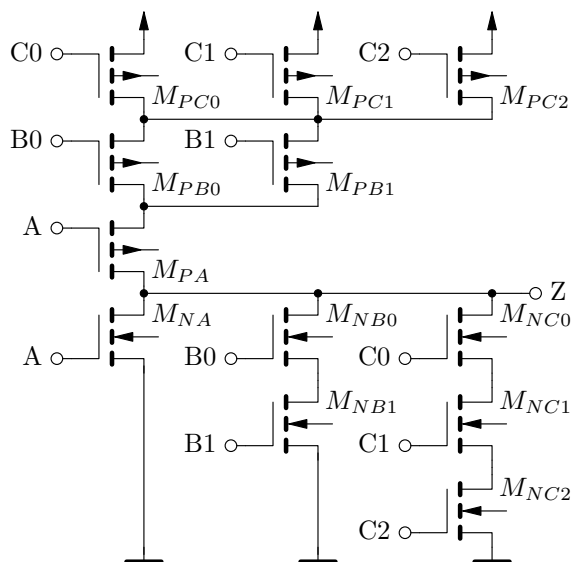 C0 C1 C2
M_{PC0} M_{PC1} M_{PC2}
B0 B1
M_{PB0} M_{PB1}
A
M_{PA}
Z
M_{NA} M_{NB0} M_{NC0}
A B0 C0
M_{NB1} M_{NC1}
B1 C1
M_{NC2}
C2